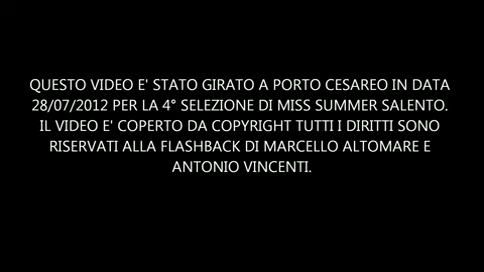 QUESTO VIDEO E' STATO GIRATO A PORTO CESAREO IN DATA
28/07/2012 PER LA 4° SELEZIONE DI MISS SUMMER SALENTO.
IL VIDEO E' COPERTO DA COPYRIGHT TUTTI I DIRITTI SONO
RISERVATI ALLA FLASHBACK DI MARCELLO ALTOMARE E
ANTONIO VINCENTI.